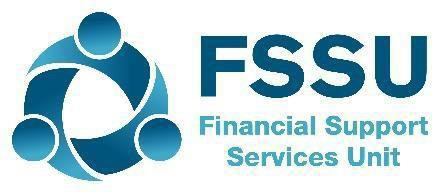 FSSU
Financial Support
Services Unit